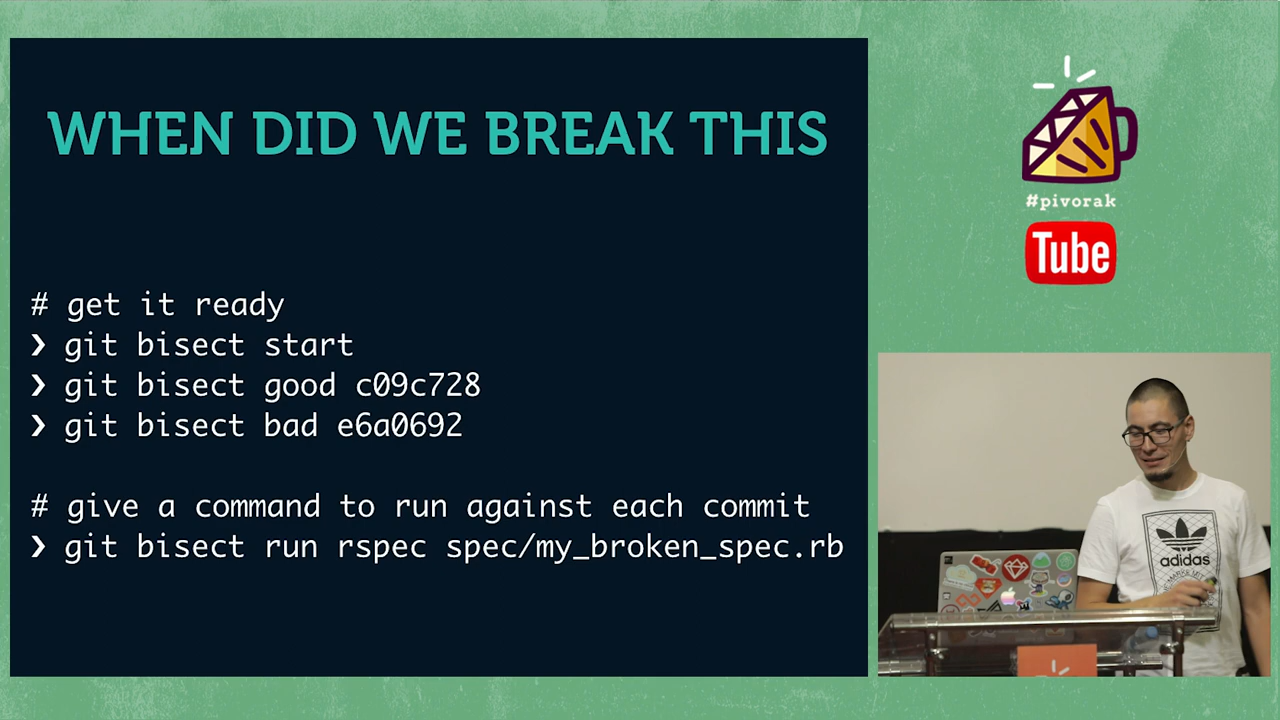 WHEN DID WE BREAK THIS
# get it ready
❯ git bisect start
❯ git bisect good c09c728
❯ git bisect bad e6a0692
# give a command to run against each commit
❯ git bisect run rspec spec/my_broken_spec.rb
#pivorak
Tube
adidas